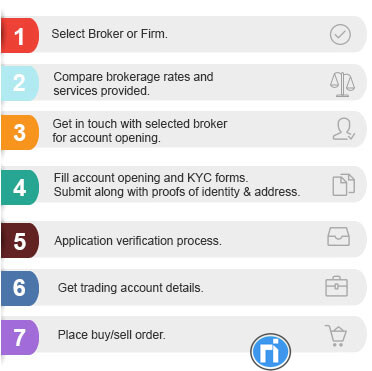 1 Select Broker or Firm.
2 Compare brokerage rates and
services provided.
3 Get in touch with selected broker
for account opening.
4 Fill account opening and KYC forms.
Submit along with proofs of identity & address.
5 Application verification process.
6 Get trading account details.
7 Place buy/sell order.